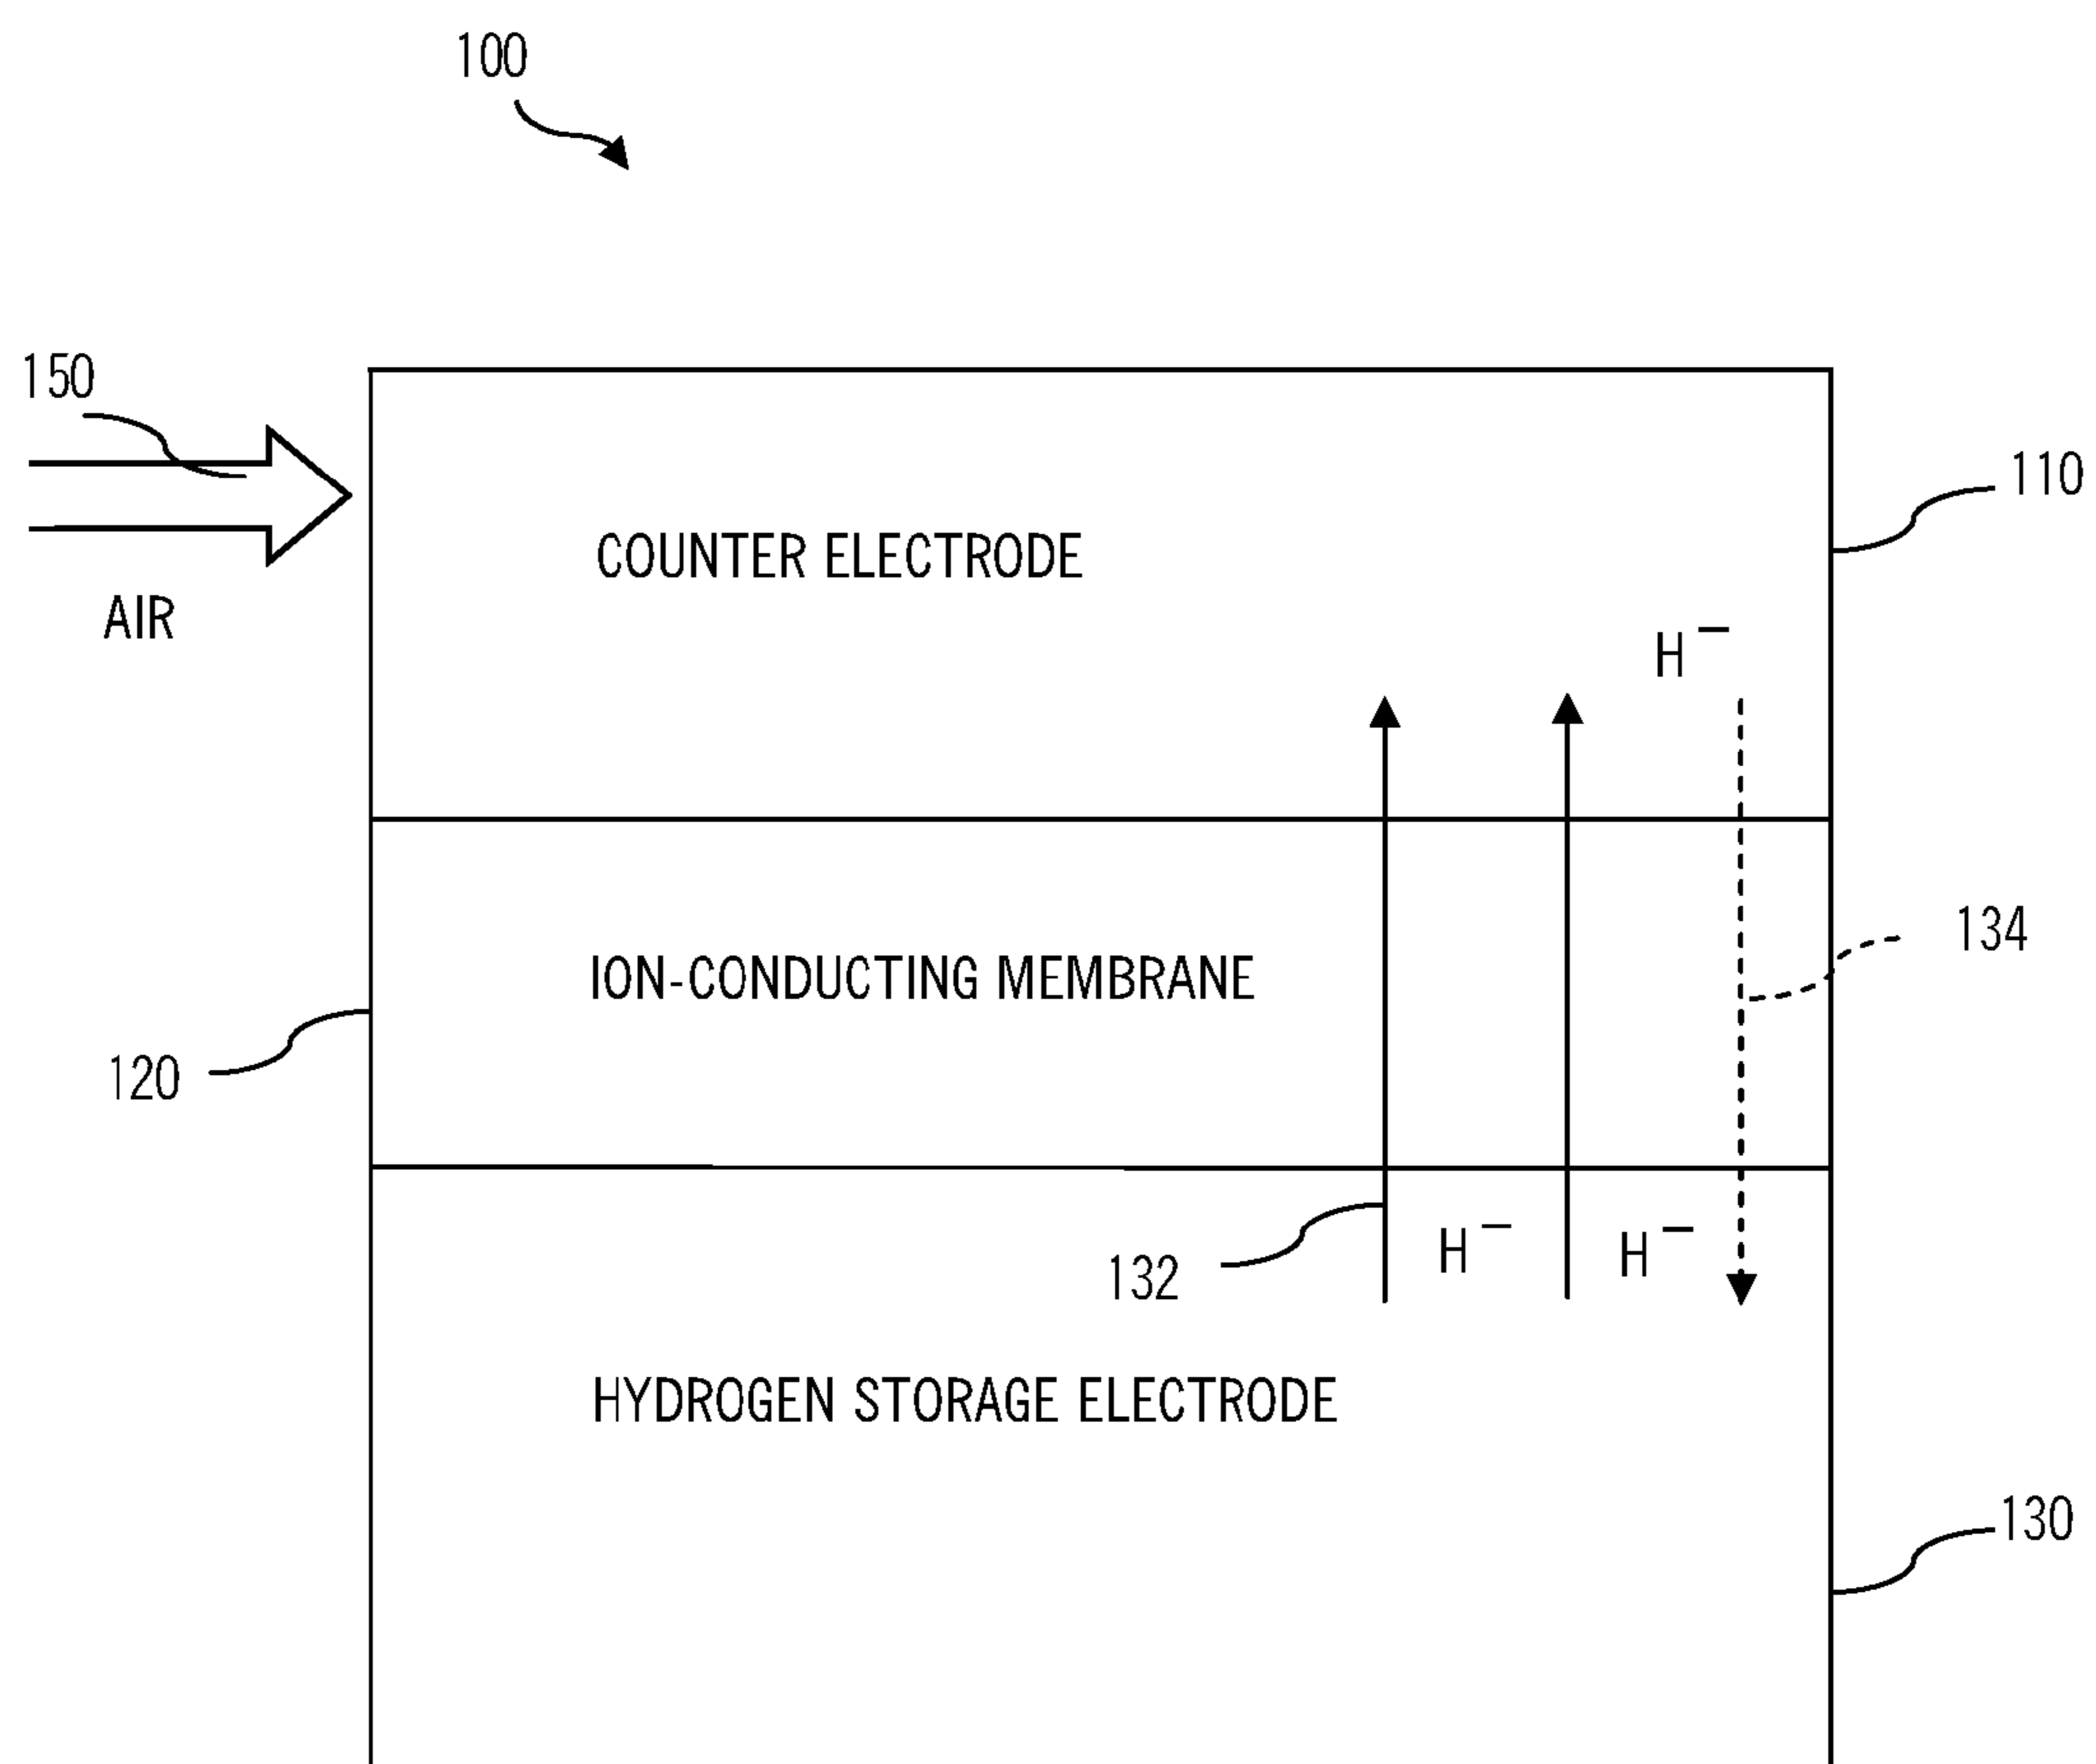 100
150
110
COUNTER ELECTRODE
AIR
H⁻
134
ION-CONDUCTING MEMBRANE
120
132
H⁻
H⁻
HYDROGEN STORAGE ELECTRODE
130